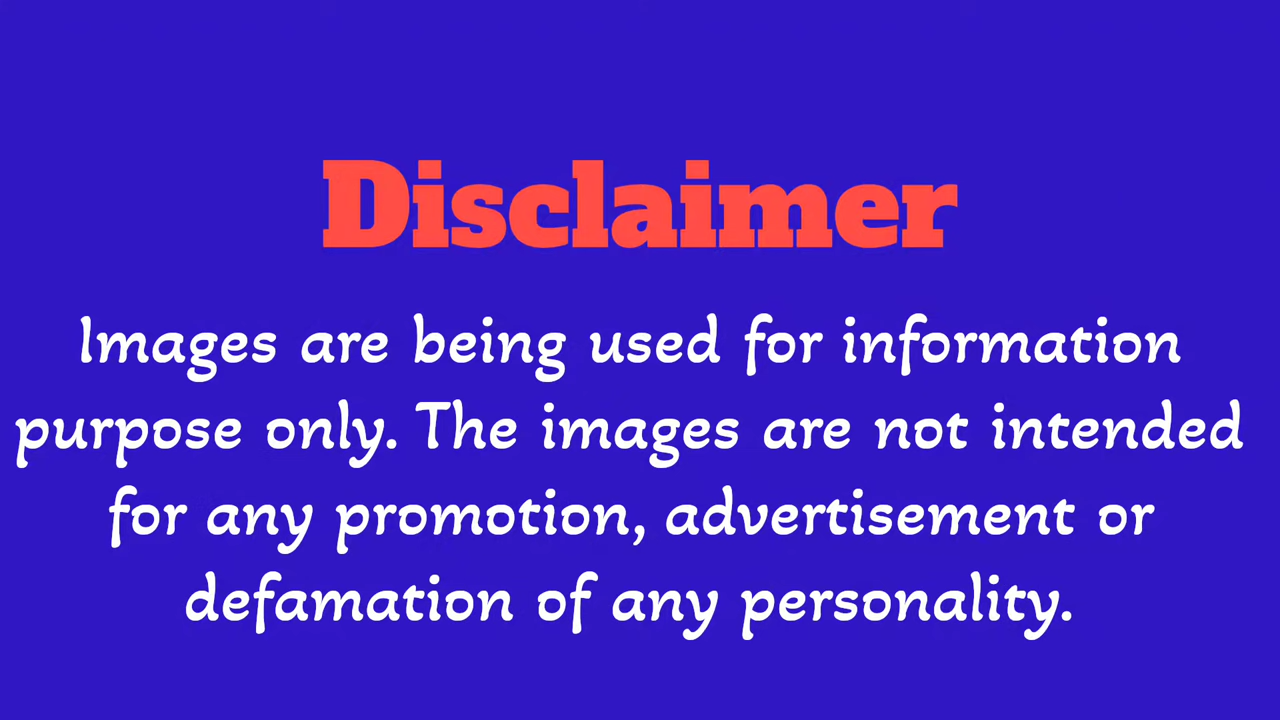 Disclaimer
Images are being used for information
purpose only. The images are not intended
for any promotion, advertisement or
defamation of any personality.